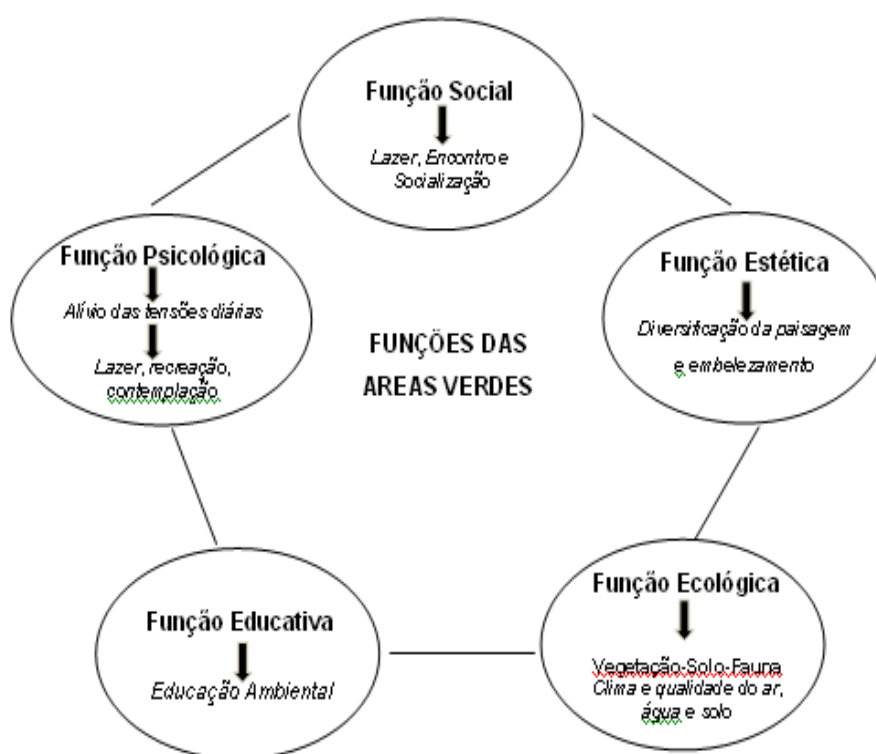 Função Social
Lazer, Encontro e
Socialização
Função Psicológica
Alívio das tensões diárias
Lazer, recreação,
contemplação
Função Estética
Diversificação da paisagem
e embelezamento
FUNÇÕES DAS
AREAS VERDES
Função Educativa
Educação Ambiental
Função Ecológica
Vegetação-Solo-Fauna
Clima e qualidade do ar,
água e solo